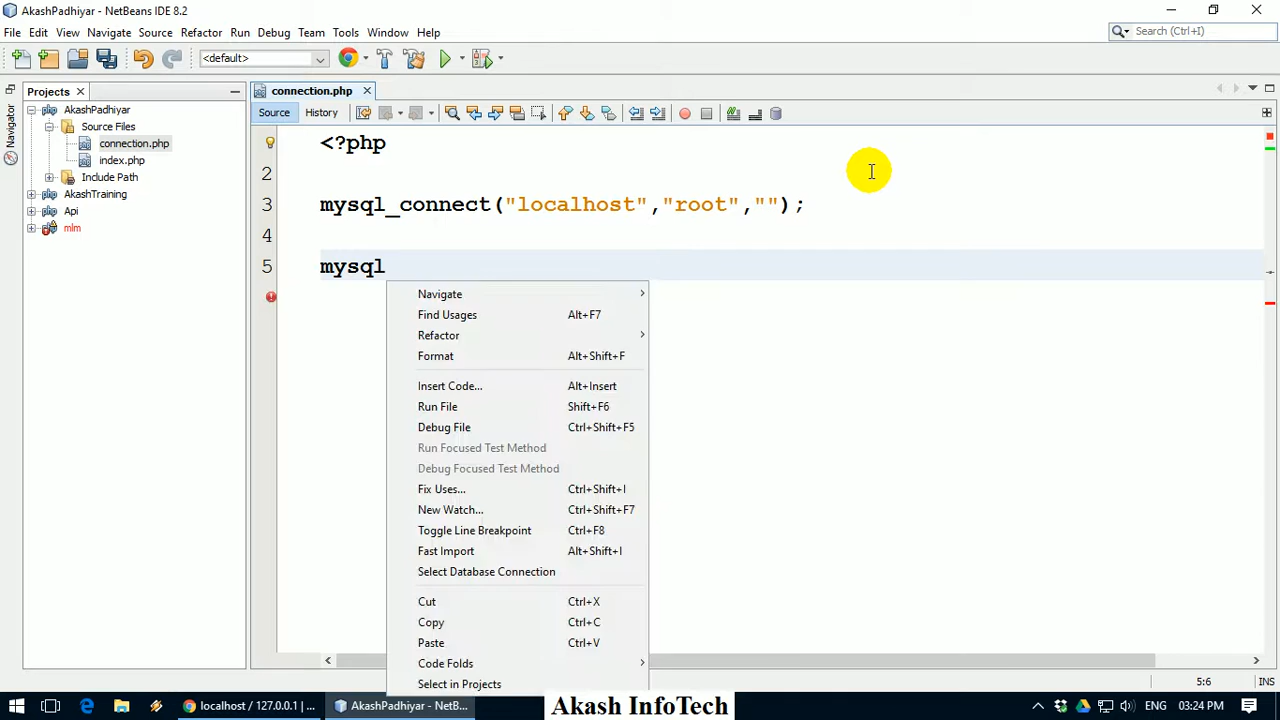 AkashPadhiyar - NetBeans IDE 8.2
File Edit View Navigate Source Refactor Run Debug Team Tools Window Help
Search (Ctrl+I)
<default>
Projects
connection.php
Navigator
AkashPadhiyar
Source Files
connection.php
index.php
Include Path
AkashTraining
Api
mlm
Source History
<?php
2
3 mysql_connect("localhost","root","");
4
5 mysql
Navigate
Find Usages Alt+F7
Refactor
Format Alt+Shift+F
Insert Code... Alt+Insert
Run File Shift+F6
Debug File Ctrl+Shift+F5
Run Focused Test Method
Debug Focused Test Method
Fix Uses... Ctrl+Shift+I
New Watch... Ctrl+Shift+F7
Toggle Line Breakpoint Ctrl+F8
Fast Import Alt+Shift+I
Select Database Connection
Cut Ctrl+X
Copy Ctrl+C
Paste Ctrl+V
Code Folds
Select in Projects
5:6 INS
localhost / 127.0.0.1 | ...
AkashPadhiyar - NetB...
Akash InfoTech
ENG 03:24 PM